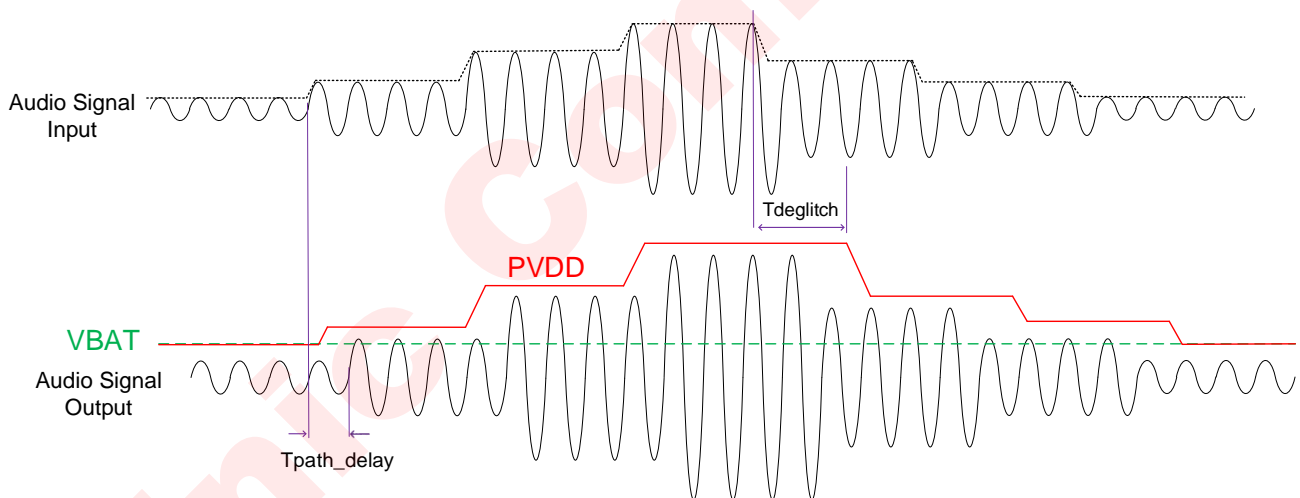 Audio Signal
Input
Tdeglitch
PVDD
VBAT
Audio Signal
Output
Tpath_delay